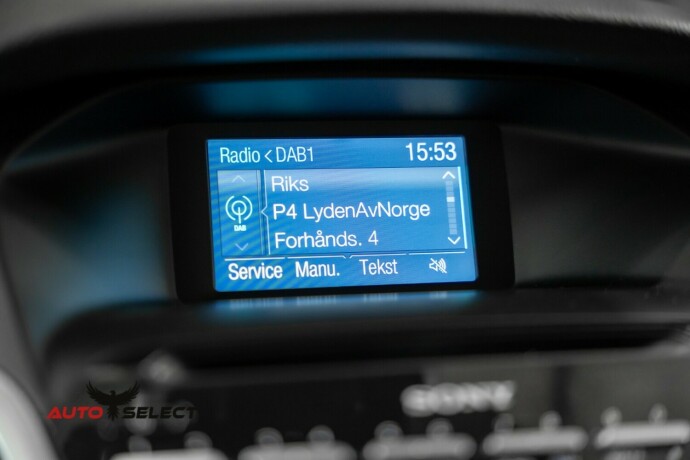 Radio < DAB1 15:53
Riks
P4 LydenAvNorge
DAB
Forhånds. 4
Service Manu. Tekst
SONY
AUTO SELECT